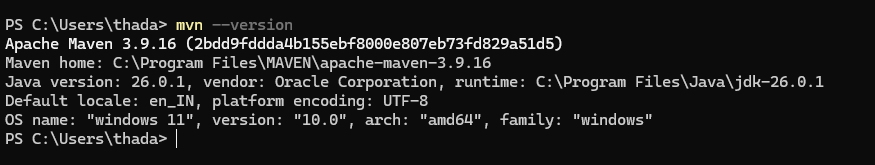 PS C:\Users\thada> mvn --version
Apache Maven 3.9.16 (2bdd9fddda4b155ebf8000e807eb73fd829a51d5)
Maven home: C:\Program Files\MAVEN\apache-maven-3.9.16
Java version: 26.0.1, vendor: Oracle Corporation, runtime: C:\Program Files\Java\jdk-26.0.1
Default locale: en_IN, platform encoding: UTF-8
OS name: "windows 11", version: "10.0", arch: "amd64", family: "windows"
PS C:\Users\thada>